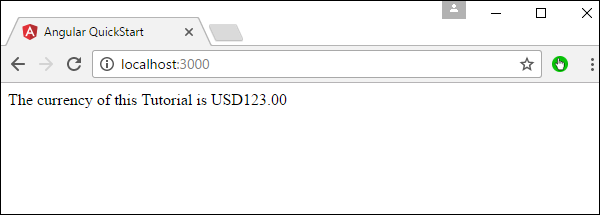 Angular QuickStart
localhost:3000
The currency of this Tutorial is USD123.00